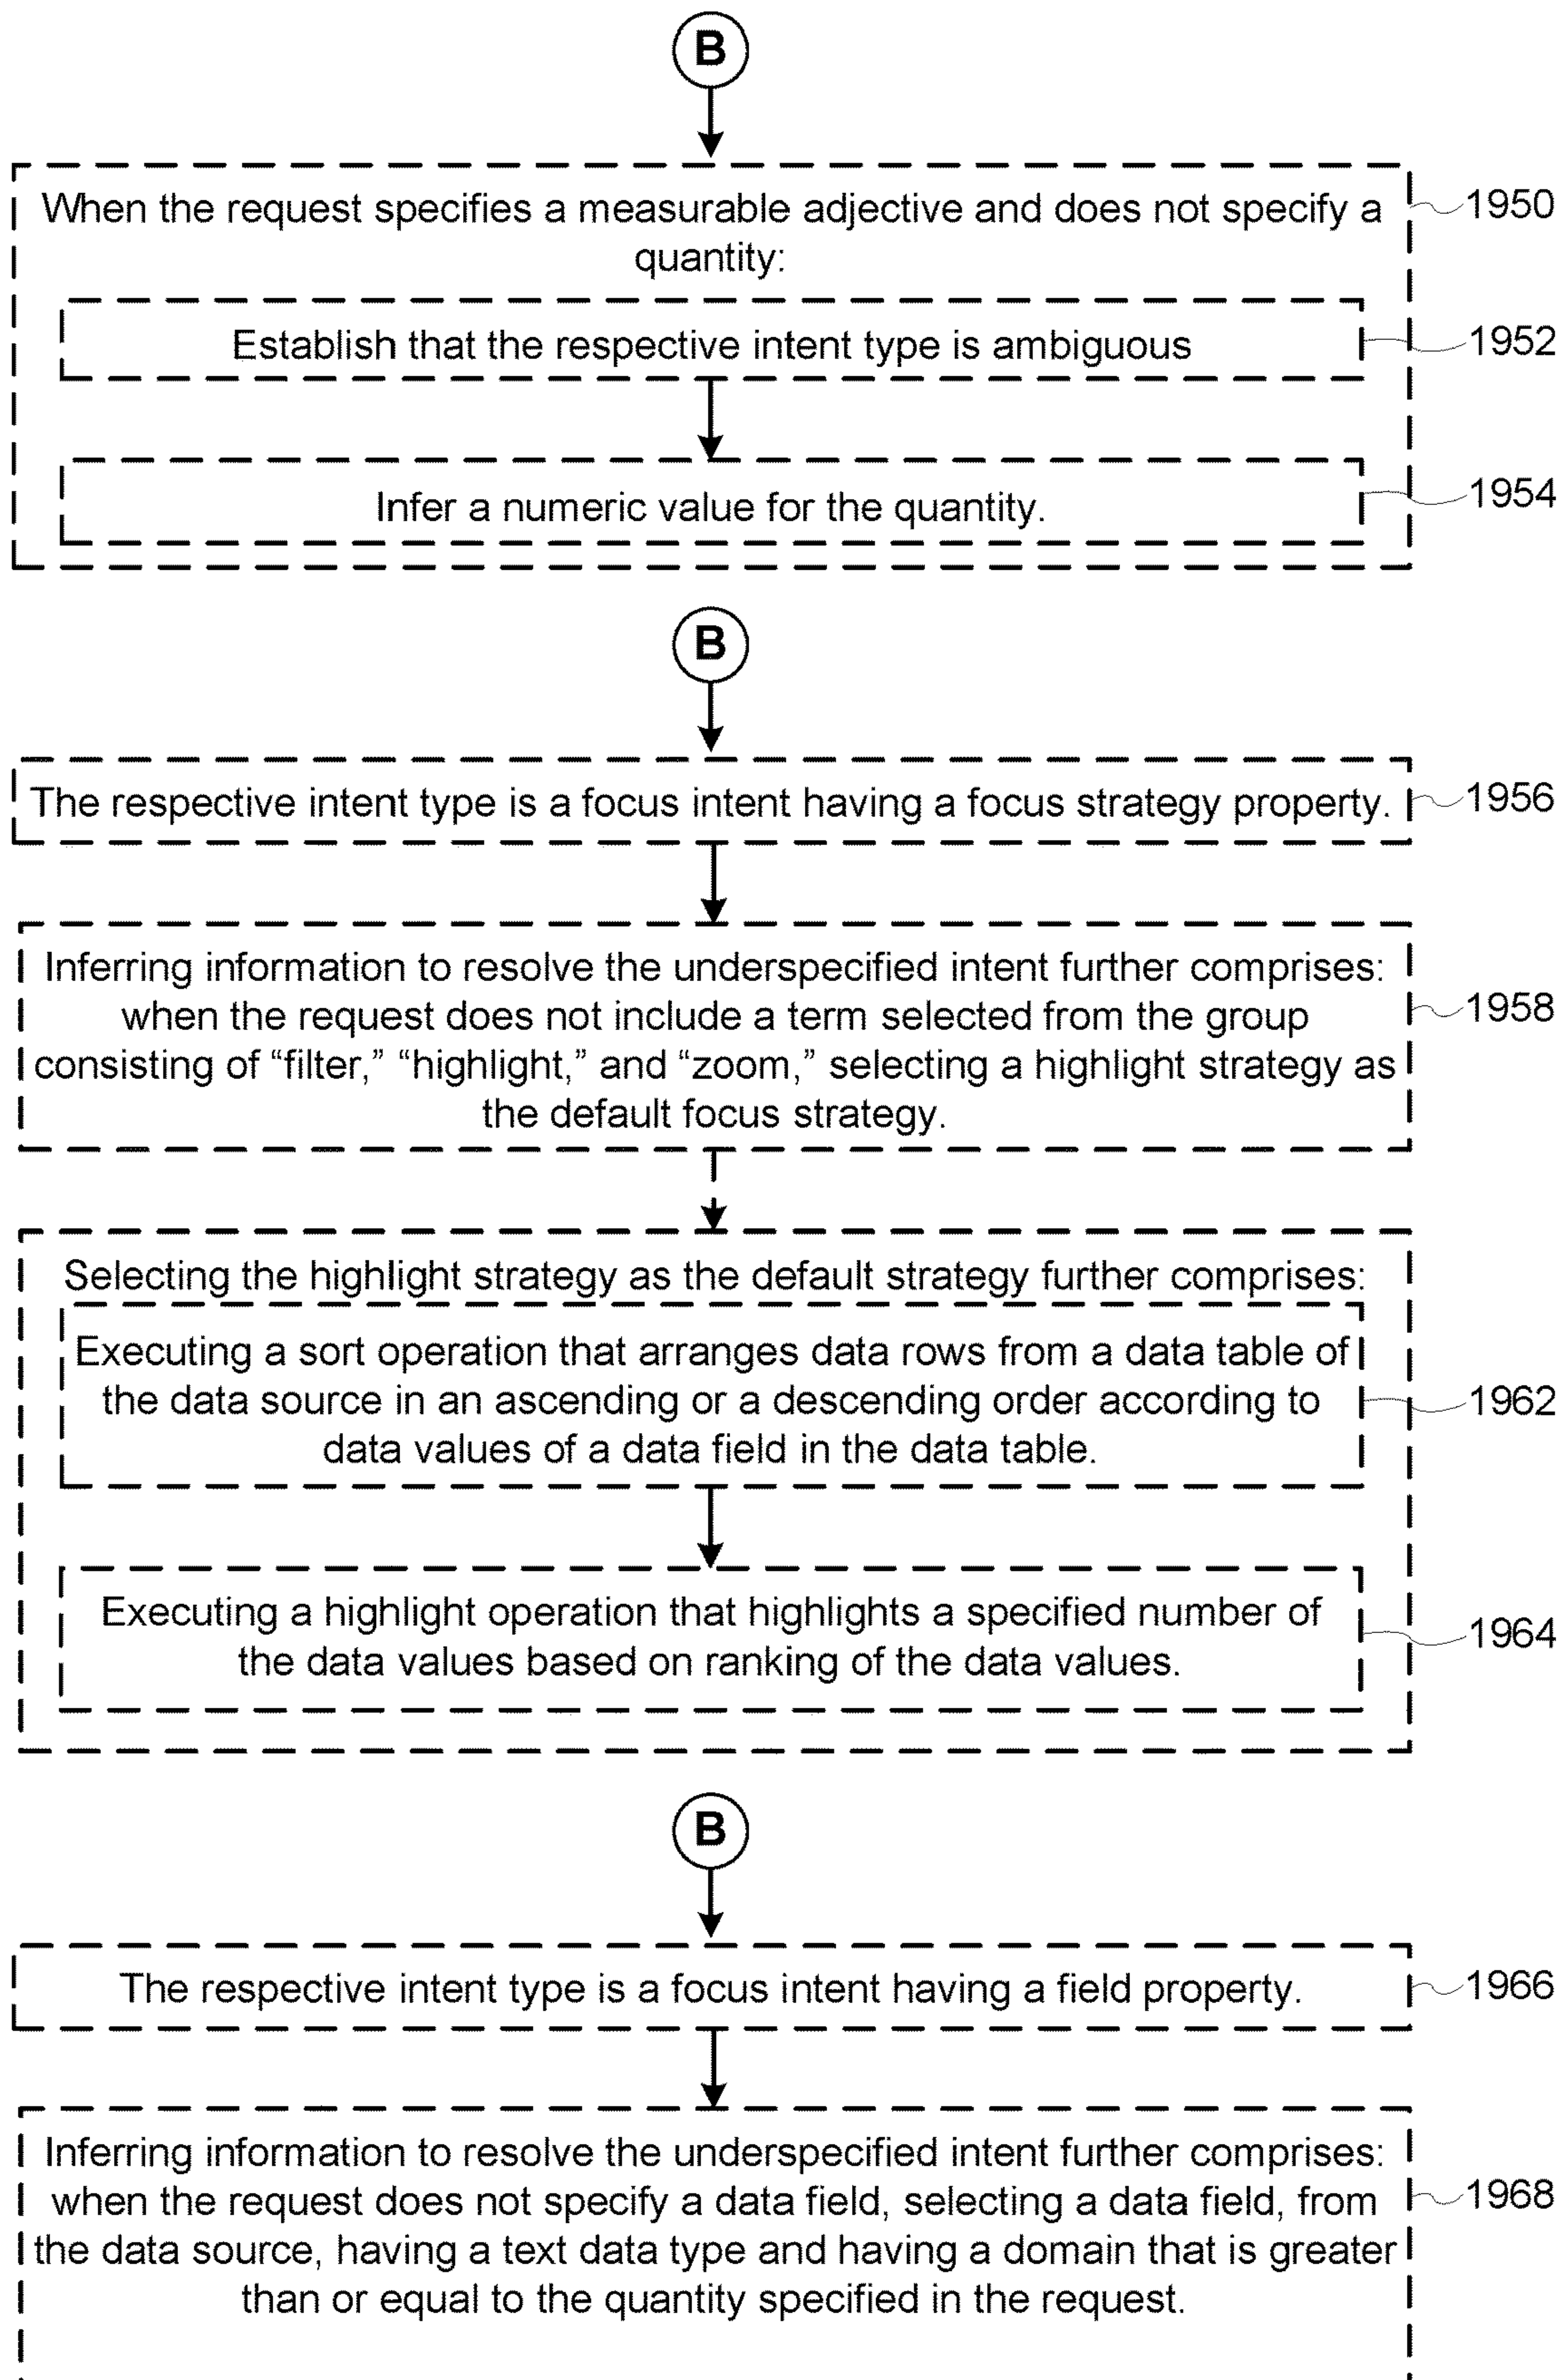 B
When the request specifies a measurable adjective and does not specify a
quantity:
1950
Establish that the respective intent type is ambiguous
1952
Infer a numeric value for the quantity.
1954
B
The respective intent type is a focus intent having a focus strategy property.
1956
Inferring information to resolve the underspecified intent further comprises:
when the request does not include a term selected from the group
consisting of “filter,” “highlight,” and “zoom,” selecting a highlight strategy as
the default focus strategy.
1958
Selecting the highlight strategy as the default strategy further comprises:
Executing a sort operation that arranges data rows from a data table of
the data source in an ascending or a descending order according to
data values of a data field in the data table.
1962
Executing a highlight operation that highlights a specified number of
the data values based on ranking of the data values.
1964
B
The respective intent type is a focus intent having a field property.
1966
Inferring information to resolve the underspecified intent further comprises:
when the request does not specify a data field, selecting a data field, from
the data source, having a text data type and having a domain that is greater
than or equal to the quantity specified in the request.
1968